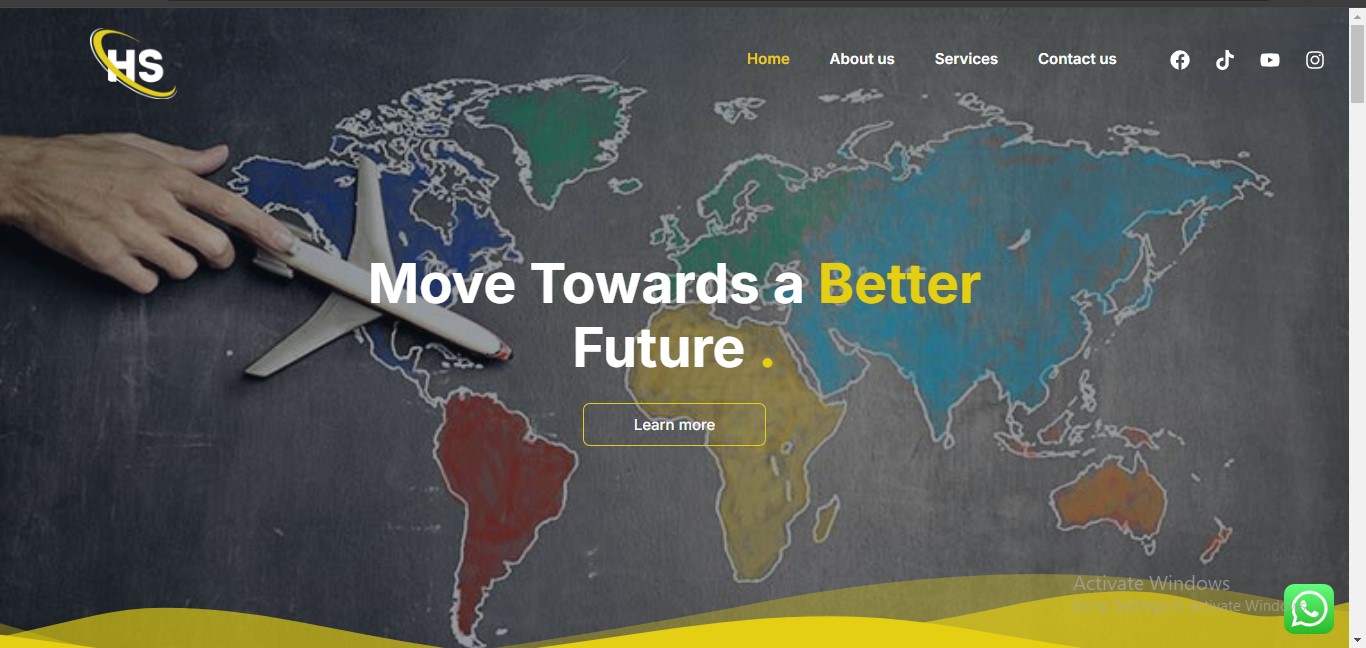 HS
Home About us Services Contact us
Move Towards a Better
Future .
Learn more
Activate Windows
Go to Settings to Activate Windows